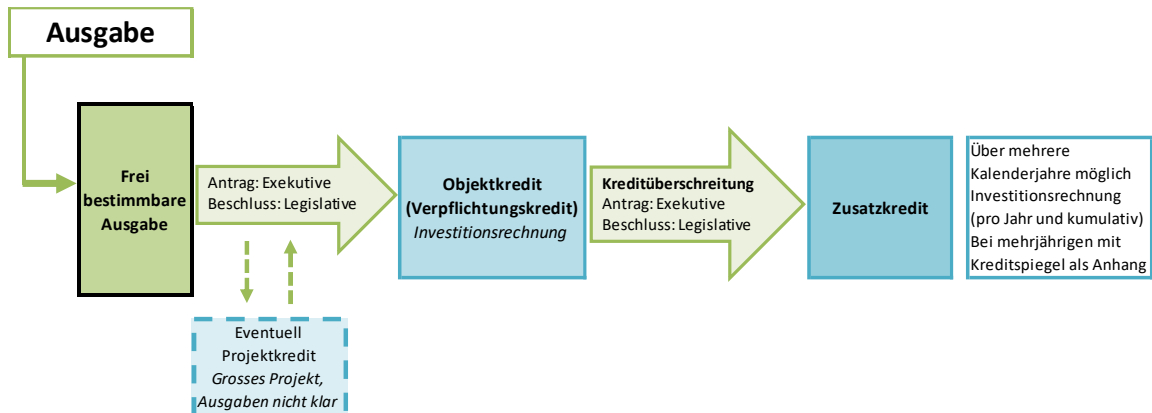 Ausgabe
Frei
bestimmbare
Ausgabe
Antrag: Exekutive
Beschluss: Legislative
Eventuell
Projektkredit
Grosses Projekt,
Ausgaben nicht klar
Objektkredit
(Verpflichtungskredit)
Investitionsrechnung
Kreditüberschreitung
Antrag: Exekutive
Beschluss: Legislative
Zusatzkredit
Über mehrere
Kalenderjahre möglich
Investitionsrechnung
(pro Jahr und kumulativ)
Bei mehrjährigen mit
Kreditspiegel als Anhang